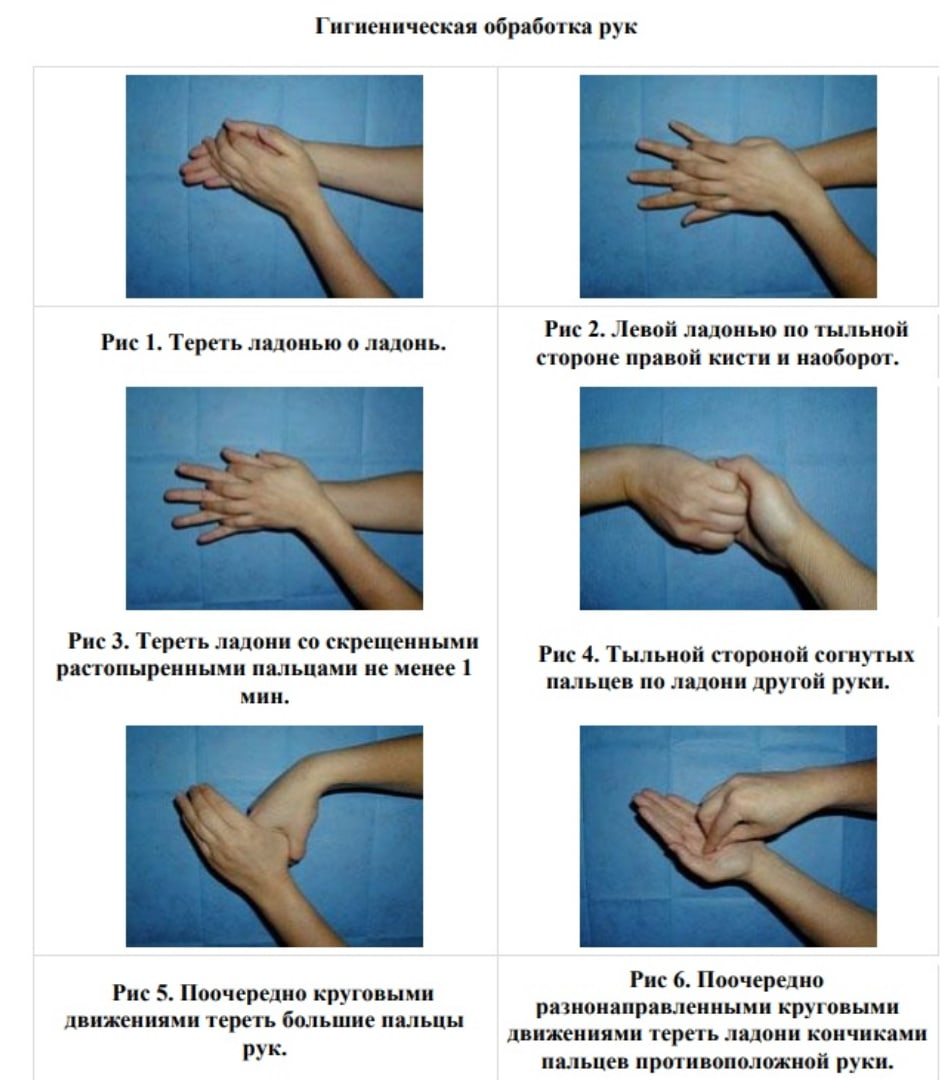 Гигиеническая обработка рук
Рис 1. Тереть ладонью о ладонь.
Рис 2. Левой ладонью по тыльной
стороне правой кисти и наоборот.
Рис 3. Тереть ладони со скрещенными
растопыренными пальцами не менее 1
мин.
Рис 4. Тыльной стороной согнутых
пальцев по ладони другой руки.
Рис 5. Поочередно круговыми
движениями тереть большие пальцы
рук.
Рис 6. Поочередно
разнонаправленными круговыми
движениями тереть ладони кончиками
пальцев противоположной руки.